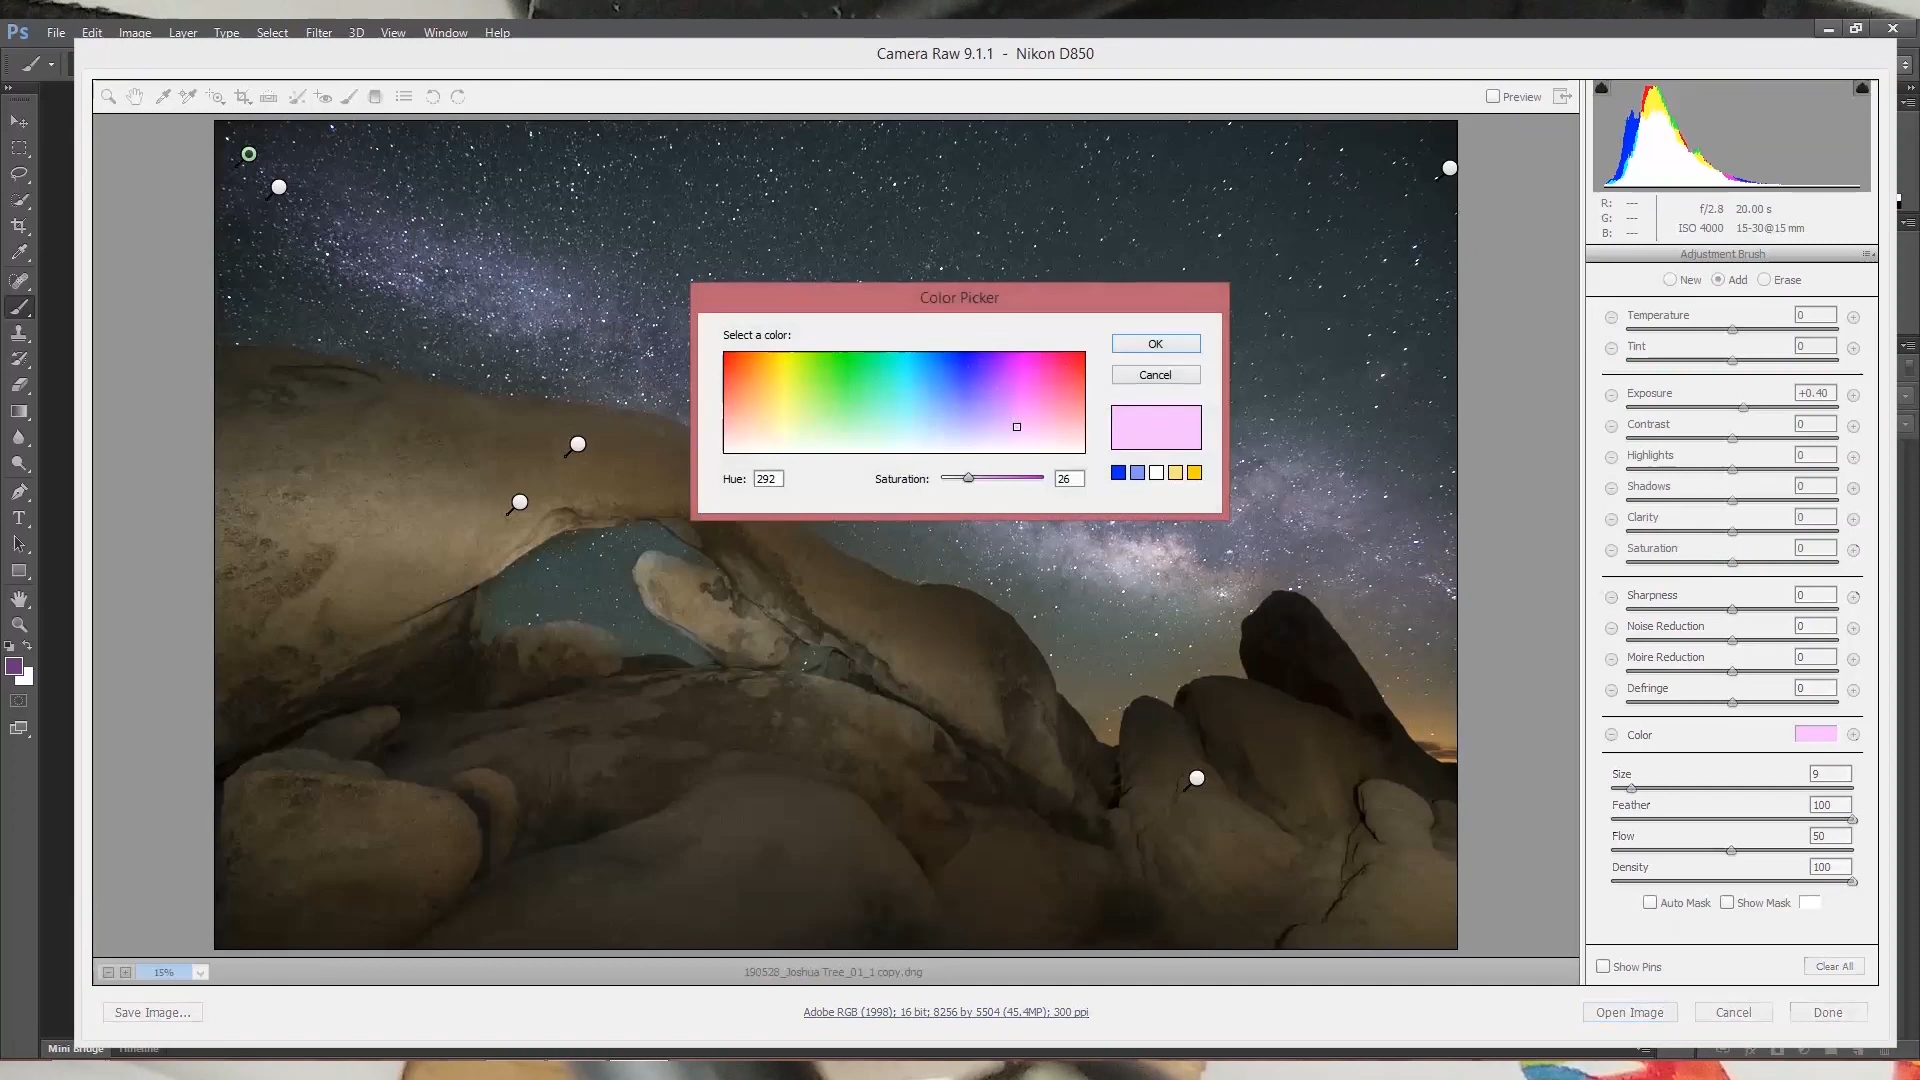 Ps File Edit Image Layer Type Select Filter 3D View Window Help
Camera Raw 9.1.1 - Nikon D850
Preview
R: ---
G: ---
B: ---
f/2.8 20.00 s
ISO 4000 15-30@15 mm
Adjustment Brush
New Add Erase
Temperature 0
Tint 0
Exposure +0.40
Contrast 0
Highlights 0
Shadows 0
Clarity 0
Saturation 0
Sharpness 0
Noise Reduction 0
Moire Reduction 0
Defringe 0
Color
Size 9
Feather 100
Flow 50
Density 100
Auto Mask Show Mask
Show Pins Clear All
Color Picker
Select a color:
OK
Cancel
Hue: 292 Saturation: 26
T
15% 190528_Joshua Tree_01_1 copy.dng
Save Image... Adobe RGB (1998); 16 bit; 8256 by 5504 (45.4MP); 300 ppi Open Image Cancel Done
Mini Bridge Timeline